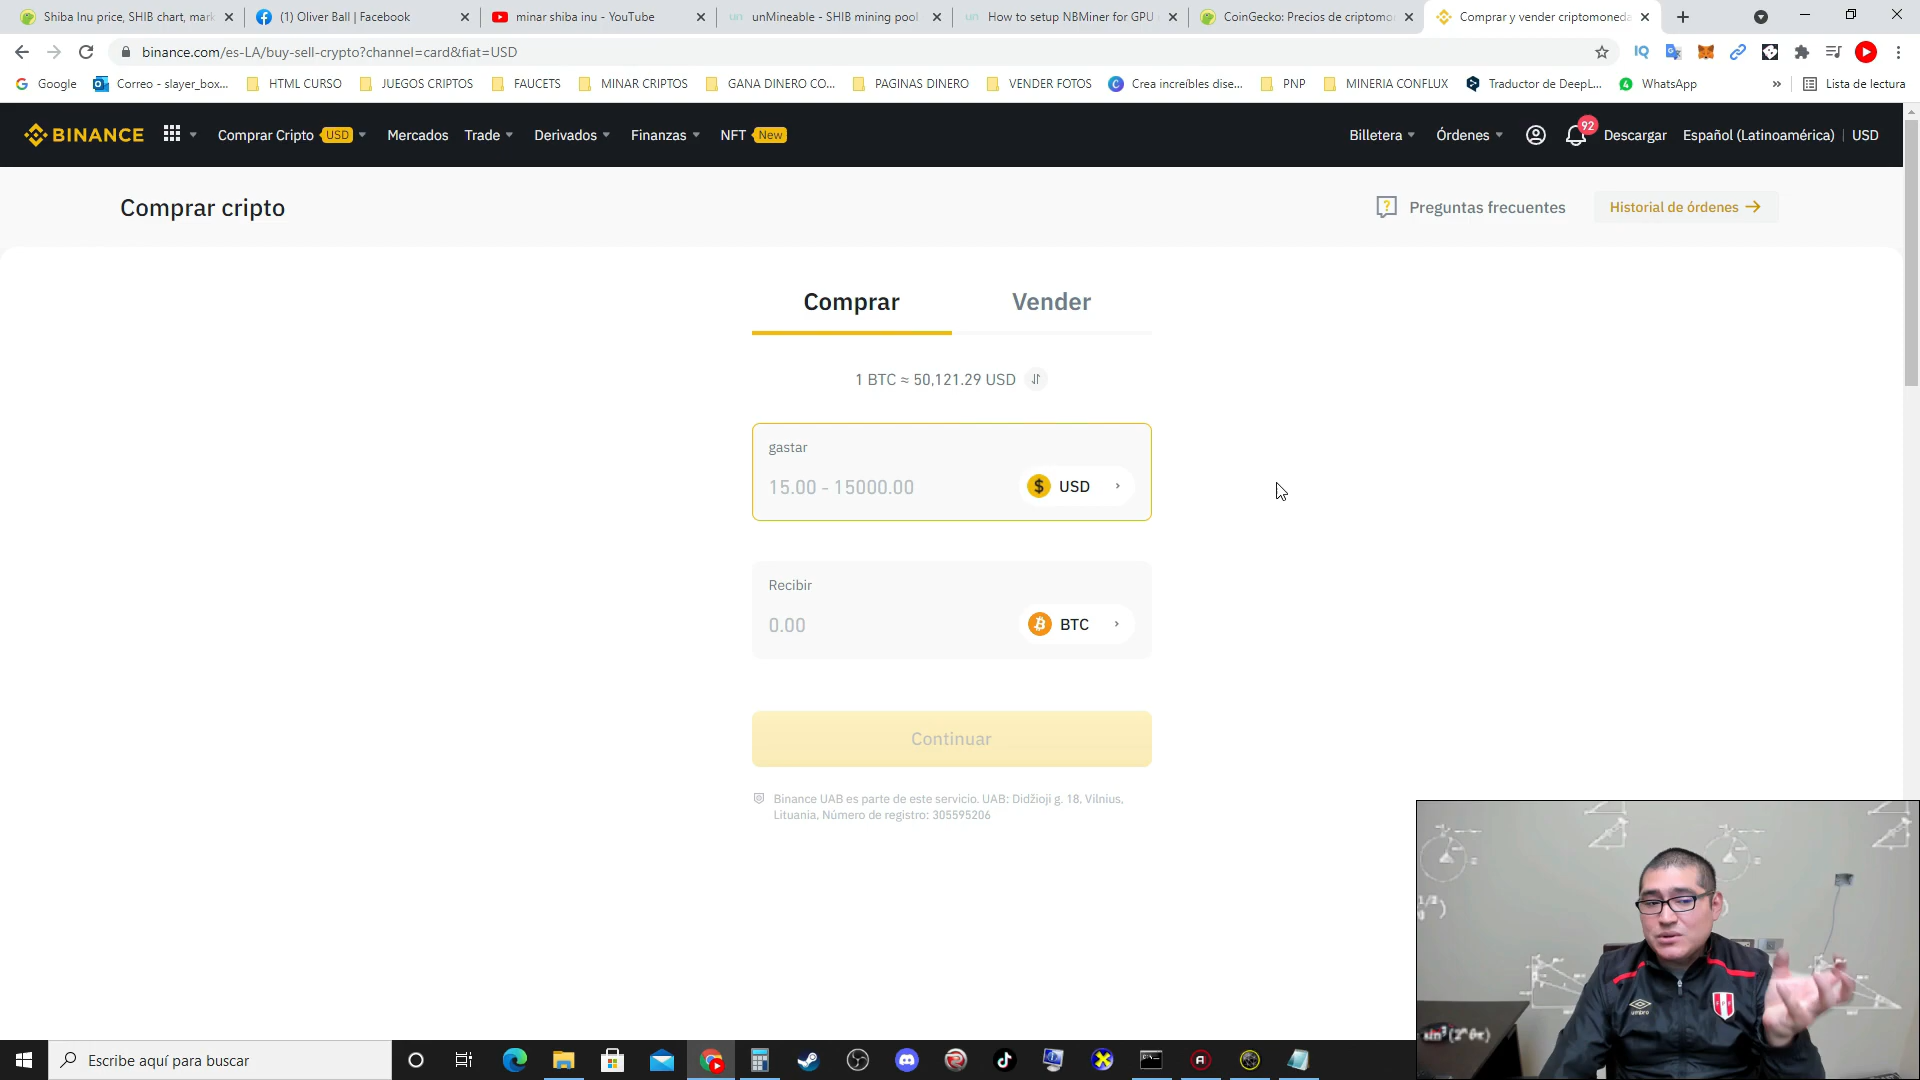 Shiba Inu price, SHIB chart, mark
(1) Oliver Ball | Facebook
minar shiba inu - YouTube
unMineable - SHIB mining pool
How to setup NBMiner for GPU
CoinGecko: Precios de criptomo
Comprar y vender criptomoneda
binance.com/es-LA/buy-sell-crypto?channel=card&fiat=USD
Google
Correo - slayer_box...
HTML CURSO
JUEGOS CRIPTOS
FAUCETS
MINAR CRIPTOS
GANA DINERO CO...
PAGINAS DINERO
VENDER FOTOS
Crea increíbles dise...
PNP
MINERIA CONFLUX
Traductor de DeepL...
WhatsApp
Lista de lectura
BINANCE
Comprar Cripto USD
Mercados
Trade
Derivados
Finanzas
NFT New
Billetera
Órdenes
92
Descargar
Español (Latinoamérica) | USD
Comprar cripto
Preguntas frecuentes
Historial de órdenes →
Comprar
Vender
1 BTC ≈ 50,121.29 USD
gastar
15.00 - 15000.00
USD
Recibir
0.00
BTC
Continuar
Binance UAB es parte de este servicio. UAB: Didžioji g. 18, Vilnius,
Lituania, Número de registro: 305595206
Escribe aquí para buscar
umbro